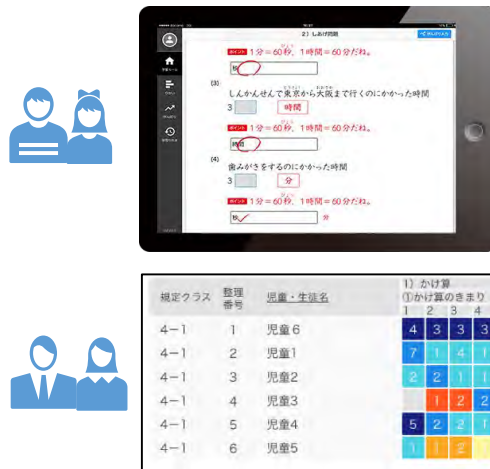 2）しあげ問題
ポイント 1分＝60秒、1時間＝60分だね。
秒
(3)
しんかんせんで東京から大阪まで行くのにかかった時間
3 時間
ポイント 1分＝60秒、1時間＝60分だね。
時間
(4)
歯みがきをするのにかかった時間
3 分
ポイント 1分＝60秒、1時間＝60分だね。
秒 分
規定クラス 整理番号 児童・生徒名 1）かけ算
①かけ算のきまり
1 2 3 4
4−1 1 児童6 4 3 3 3
4−1 2 児童1 7 1 4 1
4−1 3 児童2 2 2 1 1
4−1 4 児童3 1 2 2
4−1 5 児童4 5 2 2 1
4−1 6 児童5 1 1 2